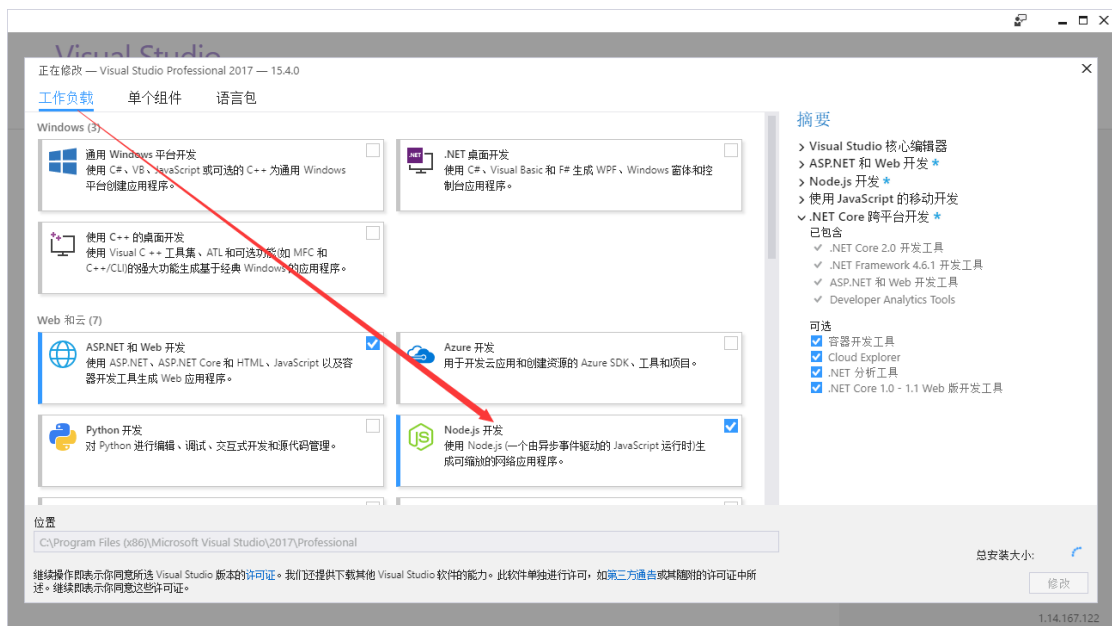 Visual Studio
正在修改 — Visual Studio Professional 2017 — 15.4.0
工作负载 单个组件 语言包
Windows (3)
通用 Windows 平台开发
使用 C#、VB、JavaScript 或可选的 C++ 为通用 Windows
平台创建应用程序。
.NET 桌面开发
使用 C#、Visual Basic 和 F# 生成 WPF、Windows 窗体和控
制台应用程序。
使用 C++ 的桌面开发
使用 Visual C ++ 工具集、ATL 和可选功能(如 MFC 和
C++/CLI)的强大功能生成基于经典 Windows 的应用程序。
Web 和云 (7)
ASP.NET 和 Web 开发
使用 ASP.NET、ASP.NET Core 和 HTML、JavaScript 以及容
器开发工具生成 Web 应用程序。
Azure 开发
用于开发云应用和创建资源的 Azure SDK、工具和项目。
Python 开发
对 Python 进行编辑、调试、交互式开发和源代码管理。
JS
Node.js 开发
使用 Node.js (一个由异步事件驱动的 JavaScript 运行时)生
成可缩放的网络应用程序。
摘要
Visual Studio 核心编辑器
ASP.NET 和 Web 开发 *
Node.js 开发 *
使用 JavaScript 的移动开发
.NET Core 跨平台开发 *
已包含
.NET Core 2.0 开发工具
.NET Framework 4.6.1 开发工具
ASP.NET 和 Web 开发工具
Developer Analytics Tools
可选
容器开发工具
Cloud Explorer
.NET 分析工具
.NET Core 1.0 - 1.1 Web 版开发工具
位置
C:\Program Files (x86)\Microsoft Visual Studio\2017\Professional
总安装大小:
继续操作即表示你同意所选 Visual Studio 版本的许可证。我们还提供下载其他 Visual Studio 软件的能力。此软件单独进行许可，如第三方通告或其随附的许可证中所
述。继续即表示你同意这些许可证。
修改
1.14.167.122